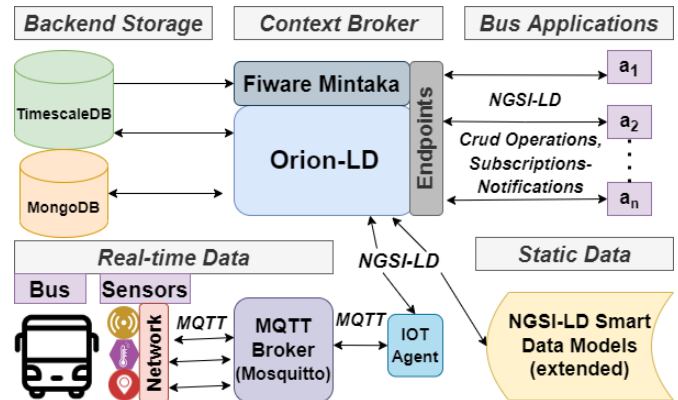 Backend Storage
Context Broker
Bus Applications
TimescaleDB
MongoDB
Fiware Mintaka
Orion-LD
Endpoints
NGSI-LD
Crud Operations,
Subscriptions-
Notifications
a1
a2
an
Real-time Data
Bus
Sensors
Network
MQTT
MQTT
Broker
(Mosquitto)
MQTT
IOT
Agent
NGSI-LD
Static Data
NGSI-LD Smart
Data Models
(extended)